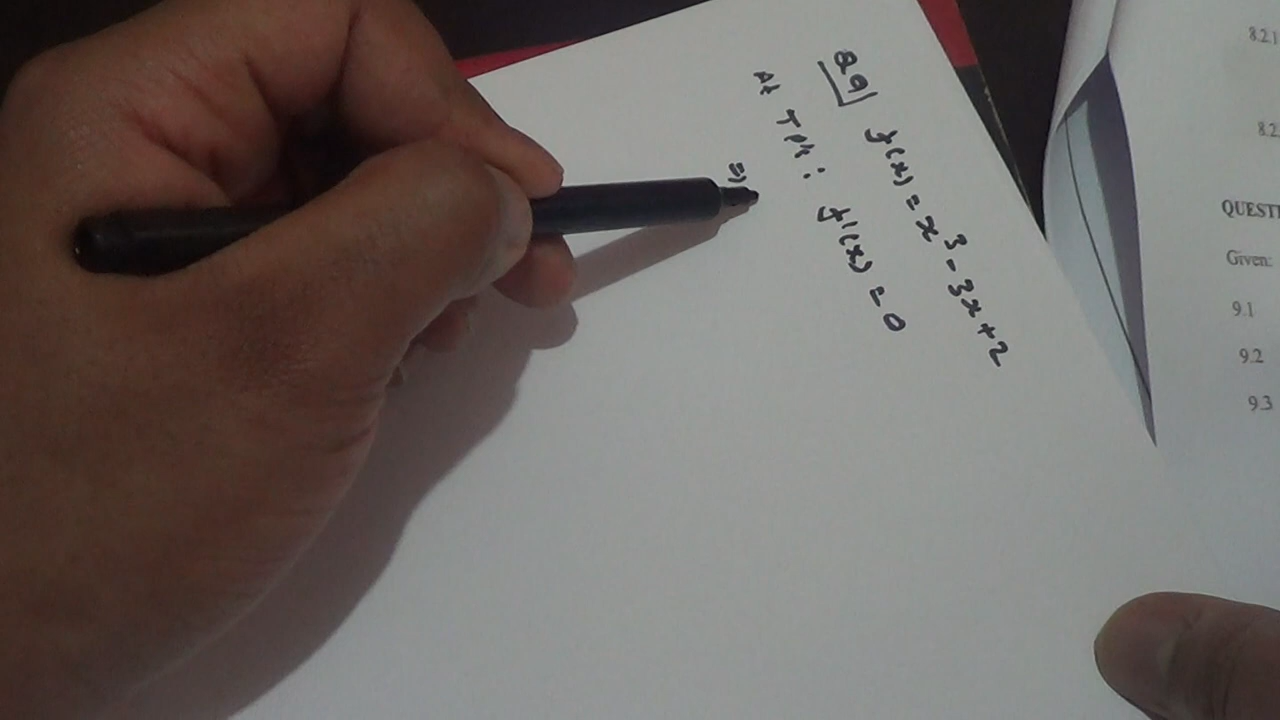 Q9] f(x) = x³ - 3x + 2
At T pts : f'(x) = 0
⇒
8.2.1
8.2.
QUESTI
Given:
9.1
9.2
9.3